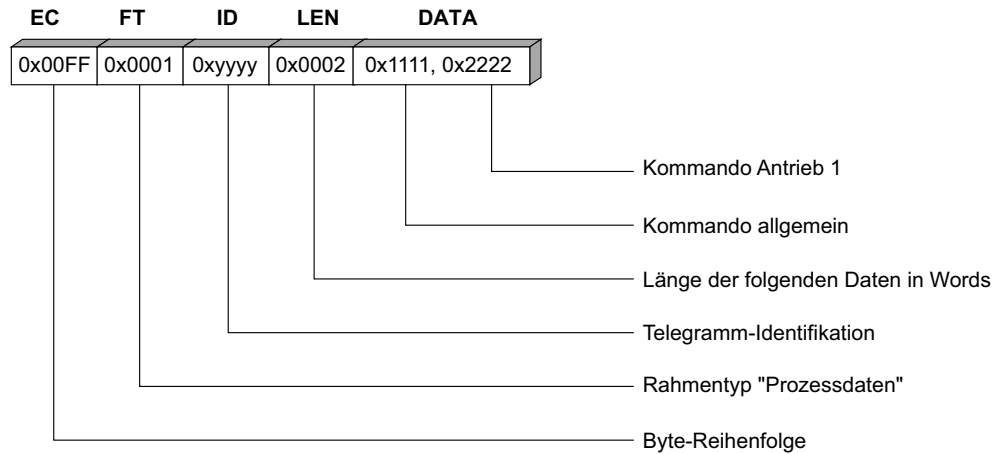 EC FT ID LEN DATA
0x00FF 0x0001 0xyyyy 0x0002 0x1111, 0x2222
Kommando Antrieb 1
Kommando allgemein
Länge der folgenden Daten in Words
Telegramm-Identifikation
Rahmentyp "Prozessdaten"
Byte-Reihenfolge